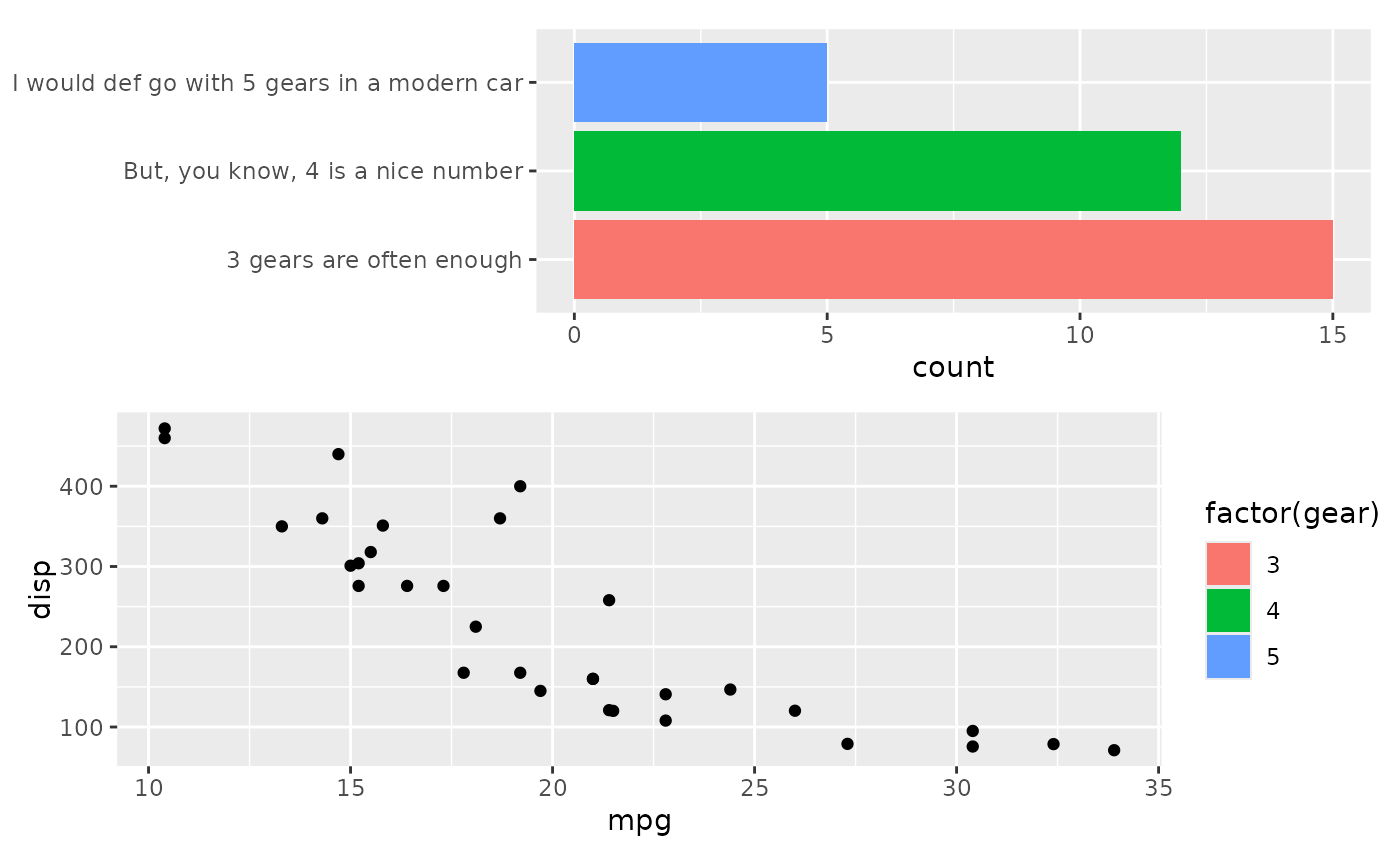 I would def go with 5 gears in a modern car
But, you know, 4 is a nice number
3 gears are often enough
0 5 10 15
count
400
300
200
100
disp
10 15 20 25 30 35
mpg
factor(gear)
3
4
5